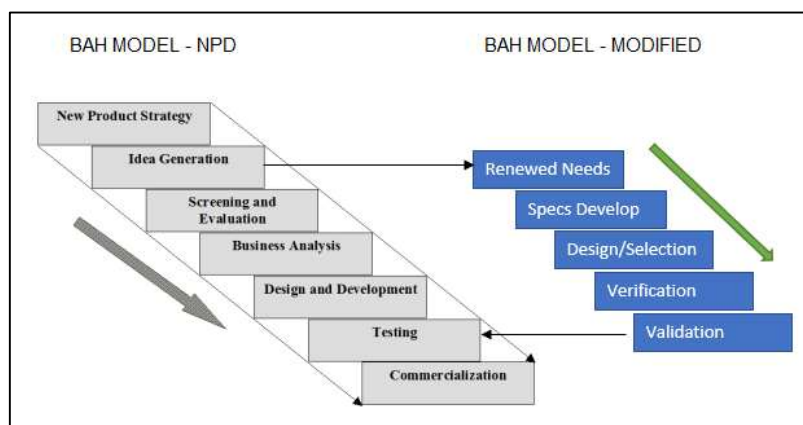 BAH MODEL - NPD
BAH MODEL - MODIFIED
New Product Strategy
Idea Generation
Screening and
Evaluation
Business Analysis
Design and Development
Testing
Commercialization
Renewed Needs
Specs Develop
Design/Selection
Verification
Validation